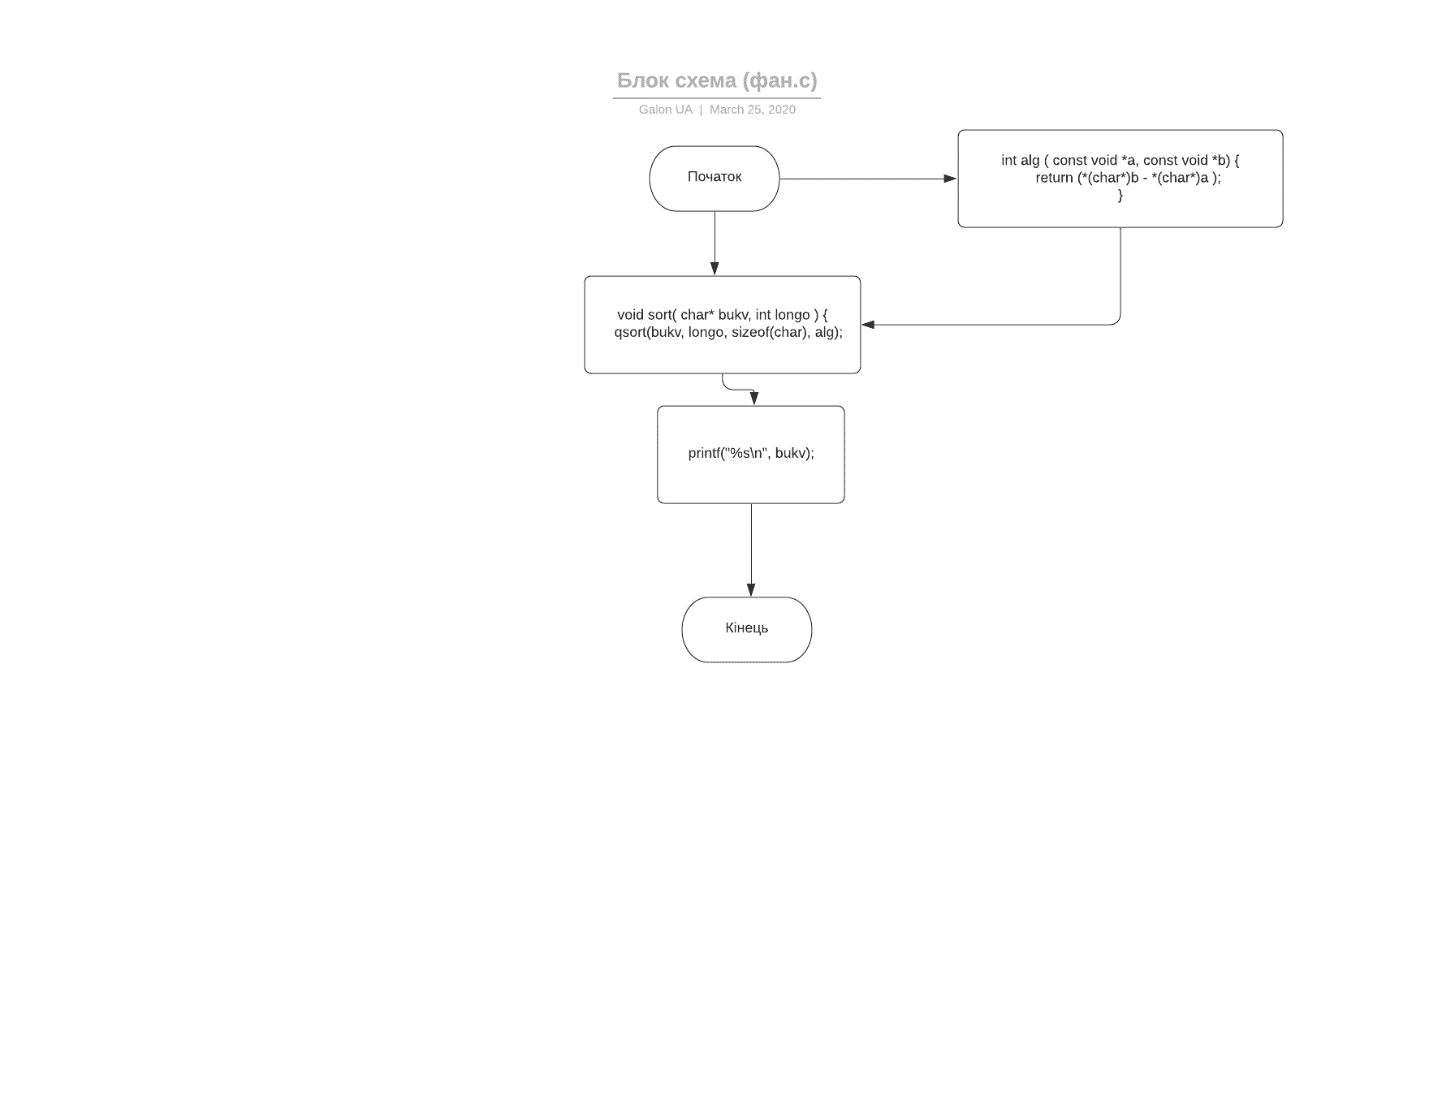 Блок схема (фан.с)
Galon UA | March 25, 2020
Початок
int alg ( const void *a, const void *b) {
return (*(char*)b - *(char*)a );
}
void sort( char* bukv, int longo ) {
qsort(bukv, longo, sizeof(char), alg);
printf("%s\n", bukv);
Кінець